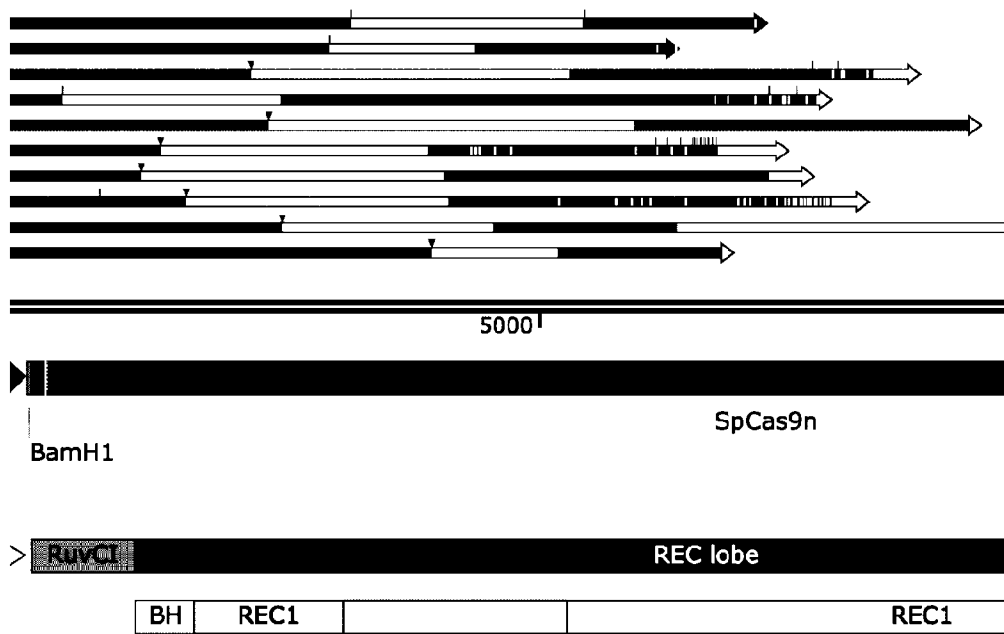 5000
SpCas9n
BamH1
RuvCI
REC lobe
BH REC1 REC1